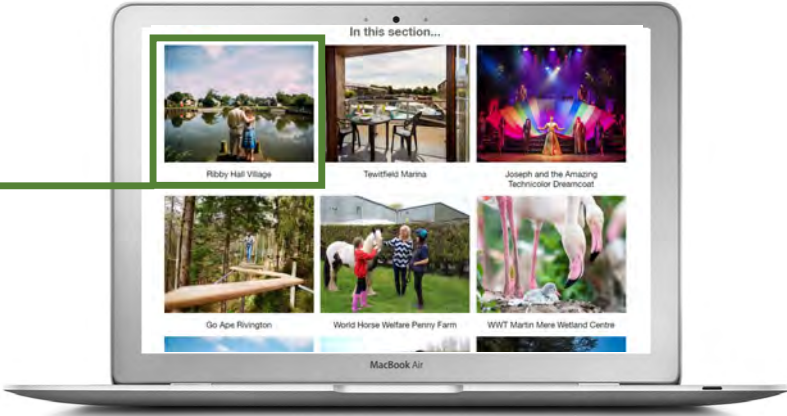 In this section...
Ribby Hall Village
Tewitfield Marina
Joseph and the Amazing
Technicolor Dreamcoat
Go Ape Rivington
World Horse Welfare Penny Farm
WWT Martin Mere Wetland Centre
MacBook Air